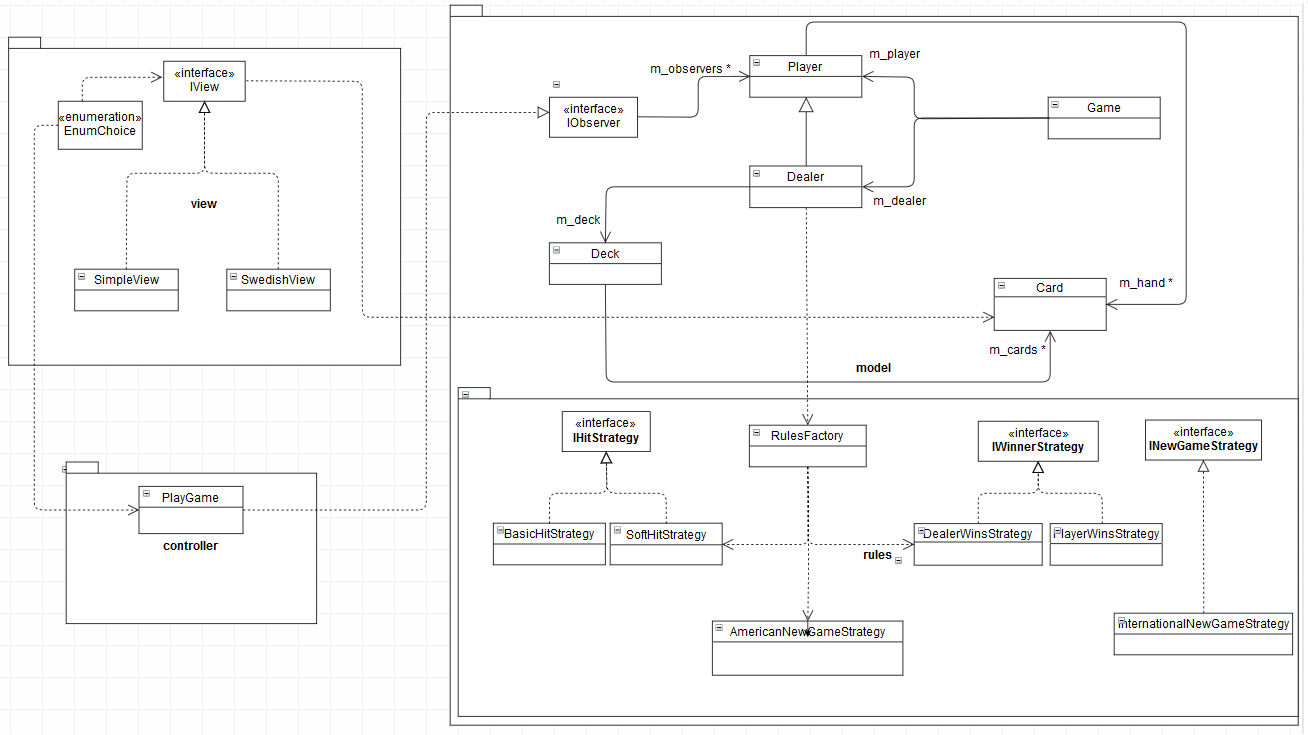 «interface»
IView
«enumeration»
EnumChoice
view
SimpleView
SwedishView
PlayGame
controller
m_player
m_observers *
Player
«interface»
IObserver
Game
Dealer
m_dealer
m_deck
Deck
Card
m_hand *
m_cards *
model
«interface»
IHitStrategy
RulesFactory
«interface»
IWinnerStrategy
«interface»
INewGameStrategy
BasicHitStrategy
SoftHitStrategy
DealerWinsStrategy
PlayerWinsStrategy
rules
AmericanNewGameStrategy
InternationalNewGameStrategy